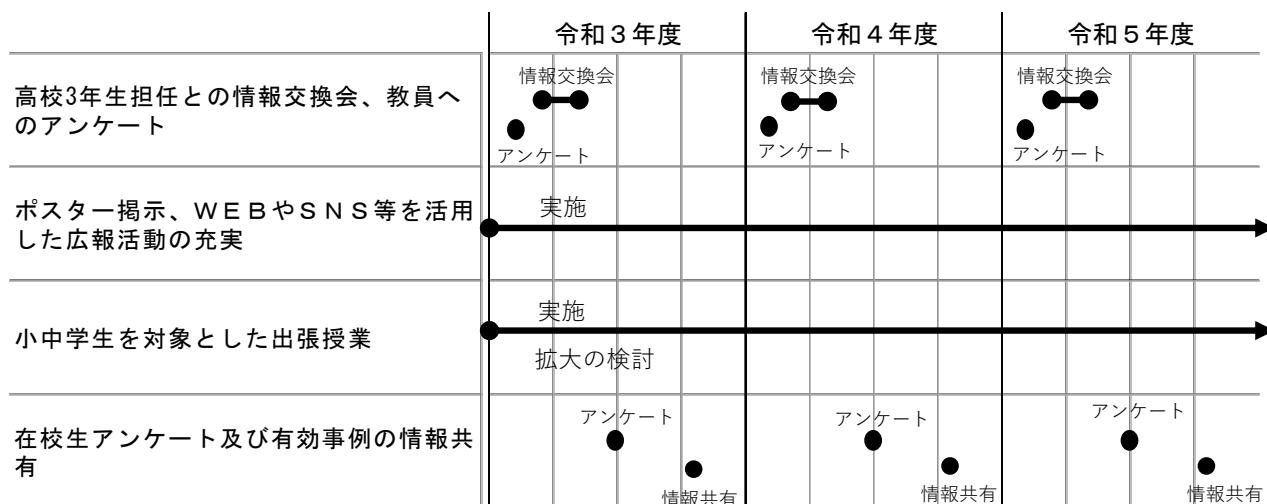 令和３年度
令和４年度
令和５年度
高校3年生担任との情報交換会、教員へ
のアンケート
情報交換会
アンケート
情報交換会
アンケート
情報交換会
アンケート
ポスター掲示、ＷＥＢやＳＮＳ等を活用
した広報活動の充実
実施
小中学生を対象とした出張授業
実施
拡大の検討
在校生アンケート及び有効事例の情報共
有
アンケート
情報共有
アンケート
情報共有
アンケート
情報共有